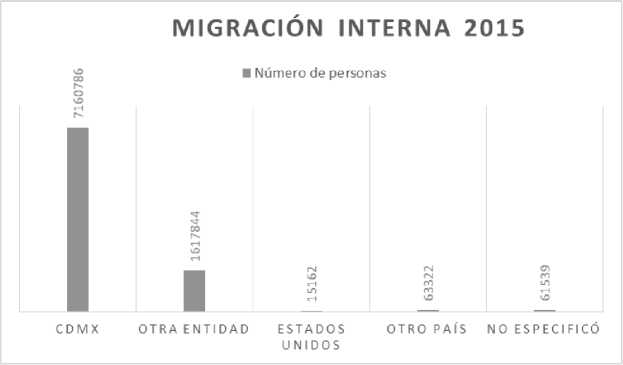 MIGRACIÓN INTERNA 2015
Número de personas
7160786
1617844
15162
63322
61539
CDMX
OTRA ENTIDAD
ESTADOS
UNIDOS
OTRO PAÍS
NO ESPECIFICÓ